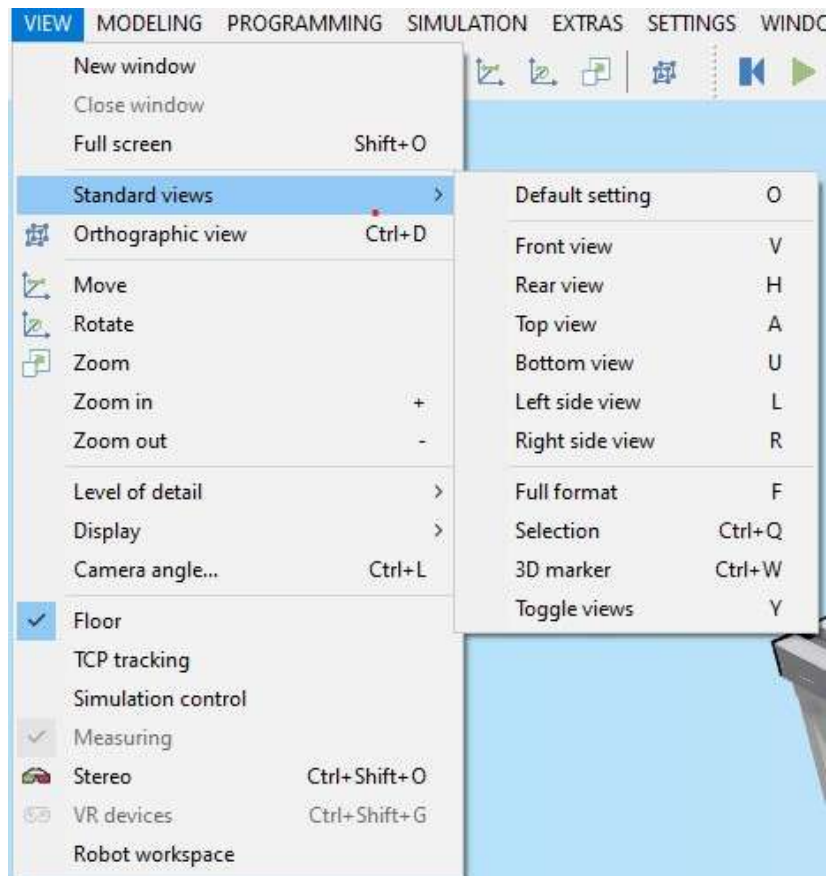 VIEW MODELING PROGRAMMING SIMULATION EXTRAS SETTINGS
New window
Close window
Full screen Shift+O
Standard views >
Orthographic view Ctrl+D
Move
Rotate
Zoom
Zoom in +
Zoom out -
Level of detail >
Display >
Camera angle... Ctrl+L
Floor
TCP tracking
Simulation control
Measuring
Stereo Ctrl+Shift+O
VR devices Ctrl+Shift+G
Robot workspace
Default setting O
Front view V
Rear view H
Top view A
Bottom view U
Left side view L
Right side view R
Full format F
Selection Ctrl+Q
3D marker Ctrl+W
Toggle views Y